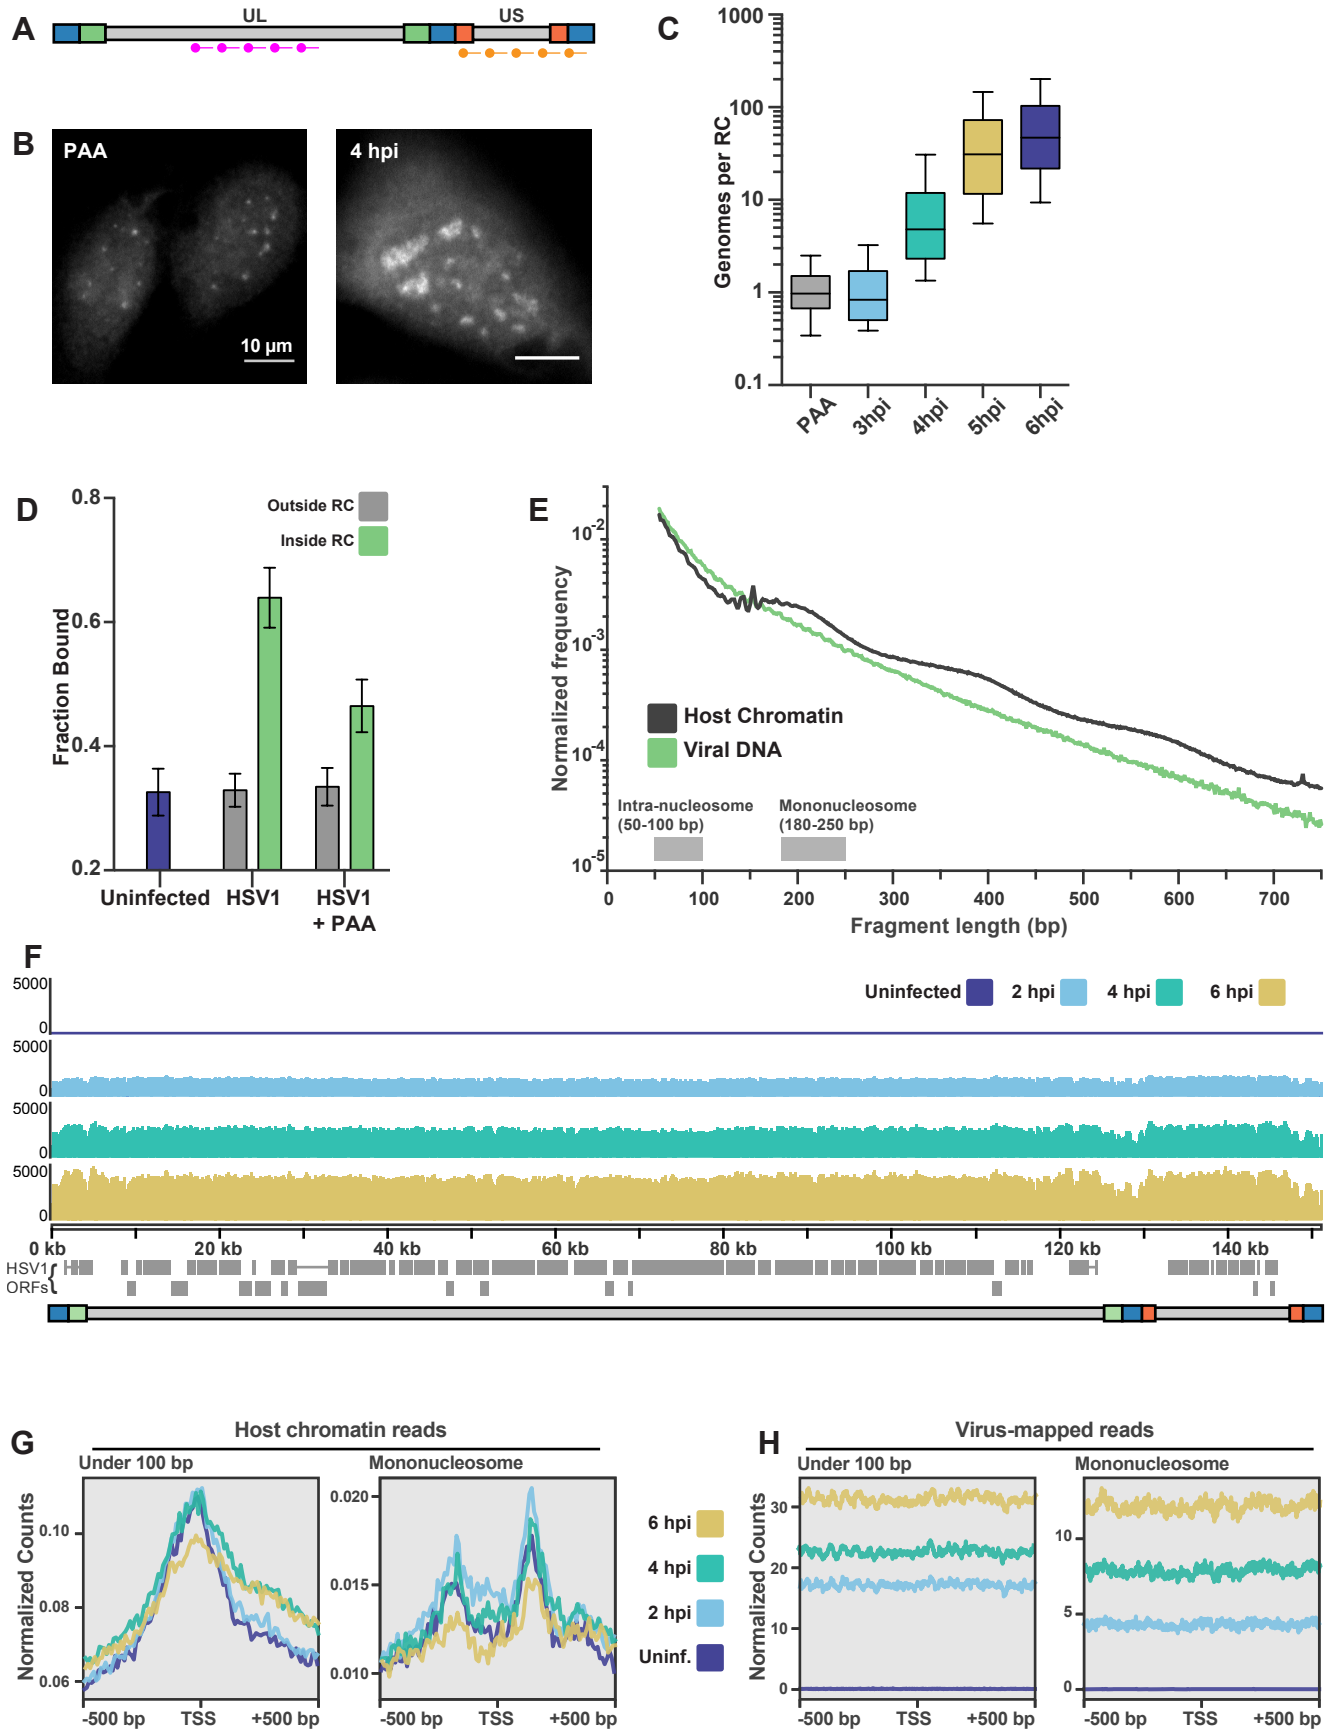 A
UL
US
B
PAA
10 µm
4 hpi
C
Genomes per RC
1000
100
10
1
0.1
PAA
3hpi
4hpi
5hpi
6hpi
D
Fraction Bound
0.8
0.6
0.4
0.2
Outside RC
Inside RC
Uninfected
HSV1
HSV1
+ PAA
E
Normalized frequency
10-2
10-3
10-4
10-5
Host Chromatin
Viral DNA
Intra-nucleosome
(50-100 bp)
Mononucleosome
(180-250 bp)
0 100 200 300 400 500 600 700
Fragment length (bp)
F
Uninfected 2 hpi 4 hpi 6 hpi
5000
0
5000
0
5000
0
5000
0
0 kb 20 kb 40 kb 60 kb 80 kb 100 kb 120 kb 140 kb
HSV1
ORFs
{
G
Host chromatin reads
Under 100 bp
Mononucleosome
Normalized Counts
0.10
0.08
0.06
-500 bp TSS +500 bp
0.020
0.015
0.010
-500 bp TSS +500 bp
6 hpi
4 hpi
2 hpi
Uninf.
H
Virus-mapped reads
Under 100 bp
Mononucleosome
Normalized Counts
30
20
10
0
-500 bp TSS +500 bp
10
5
0
-500 bp TSS +500 bp